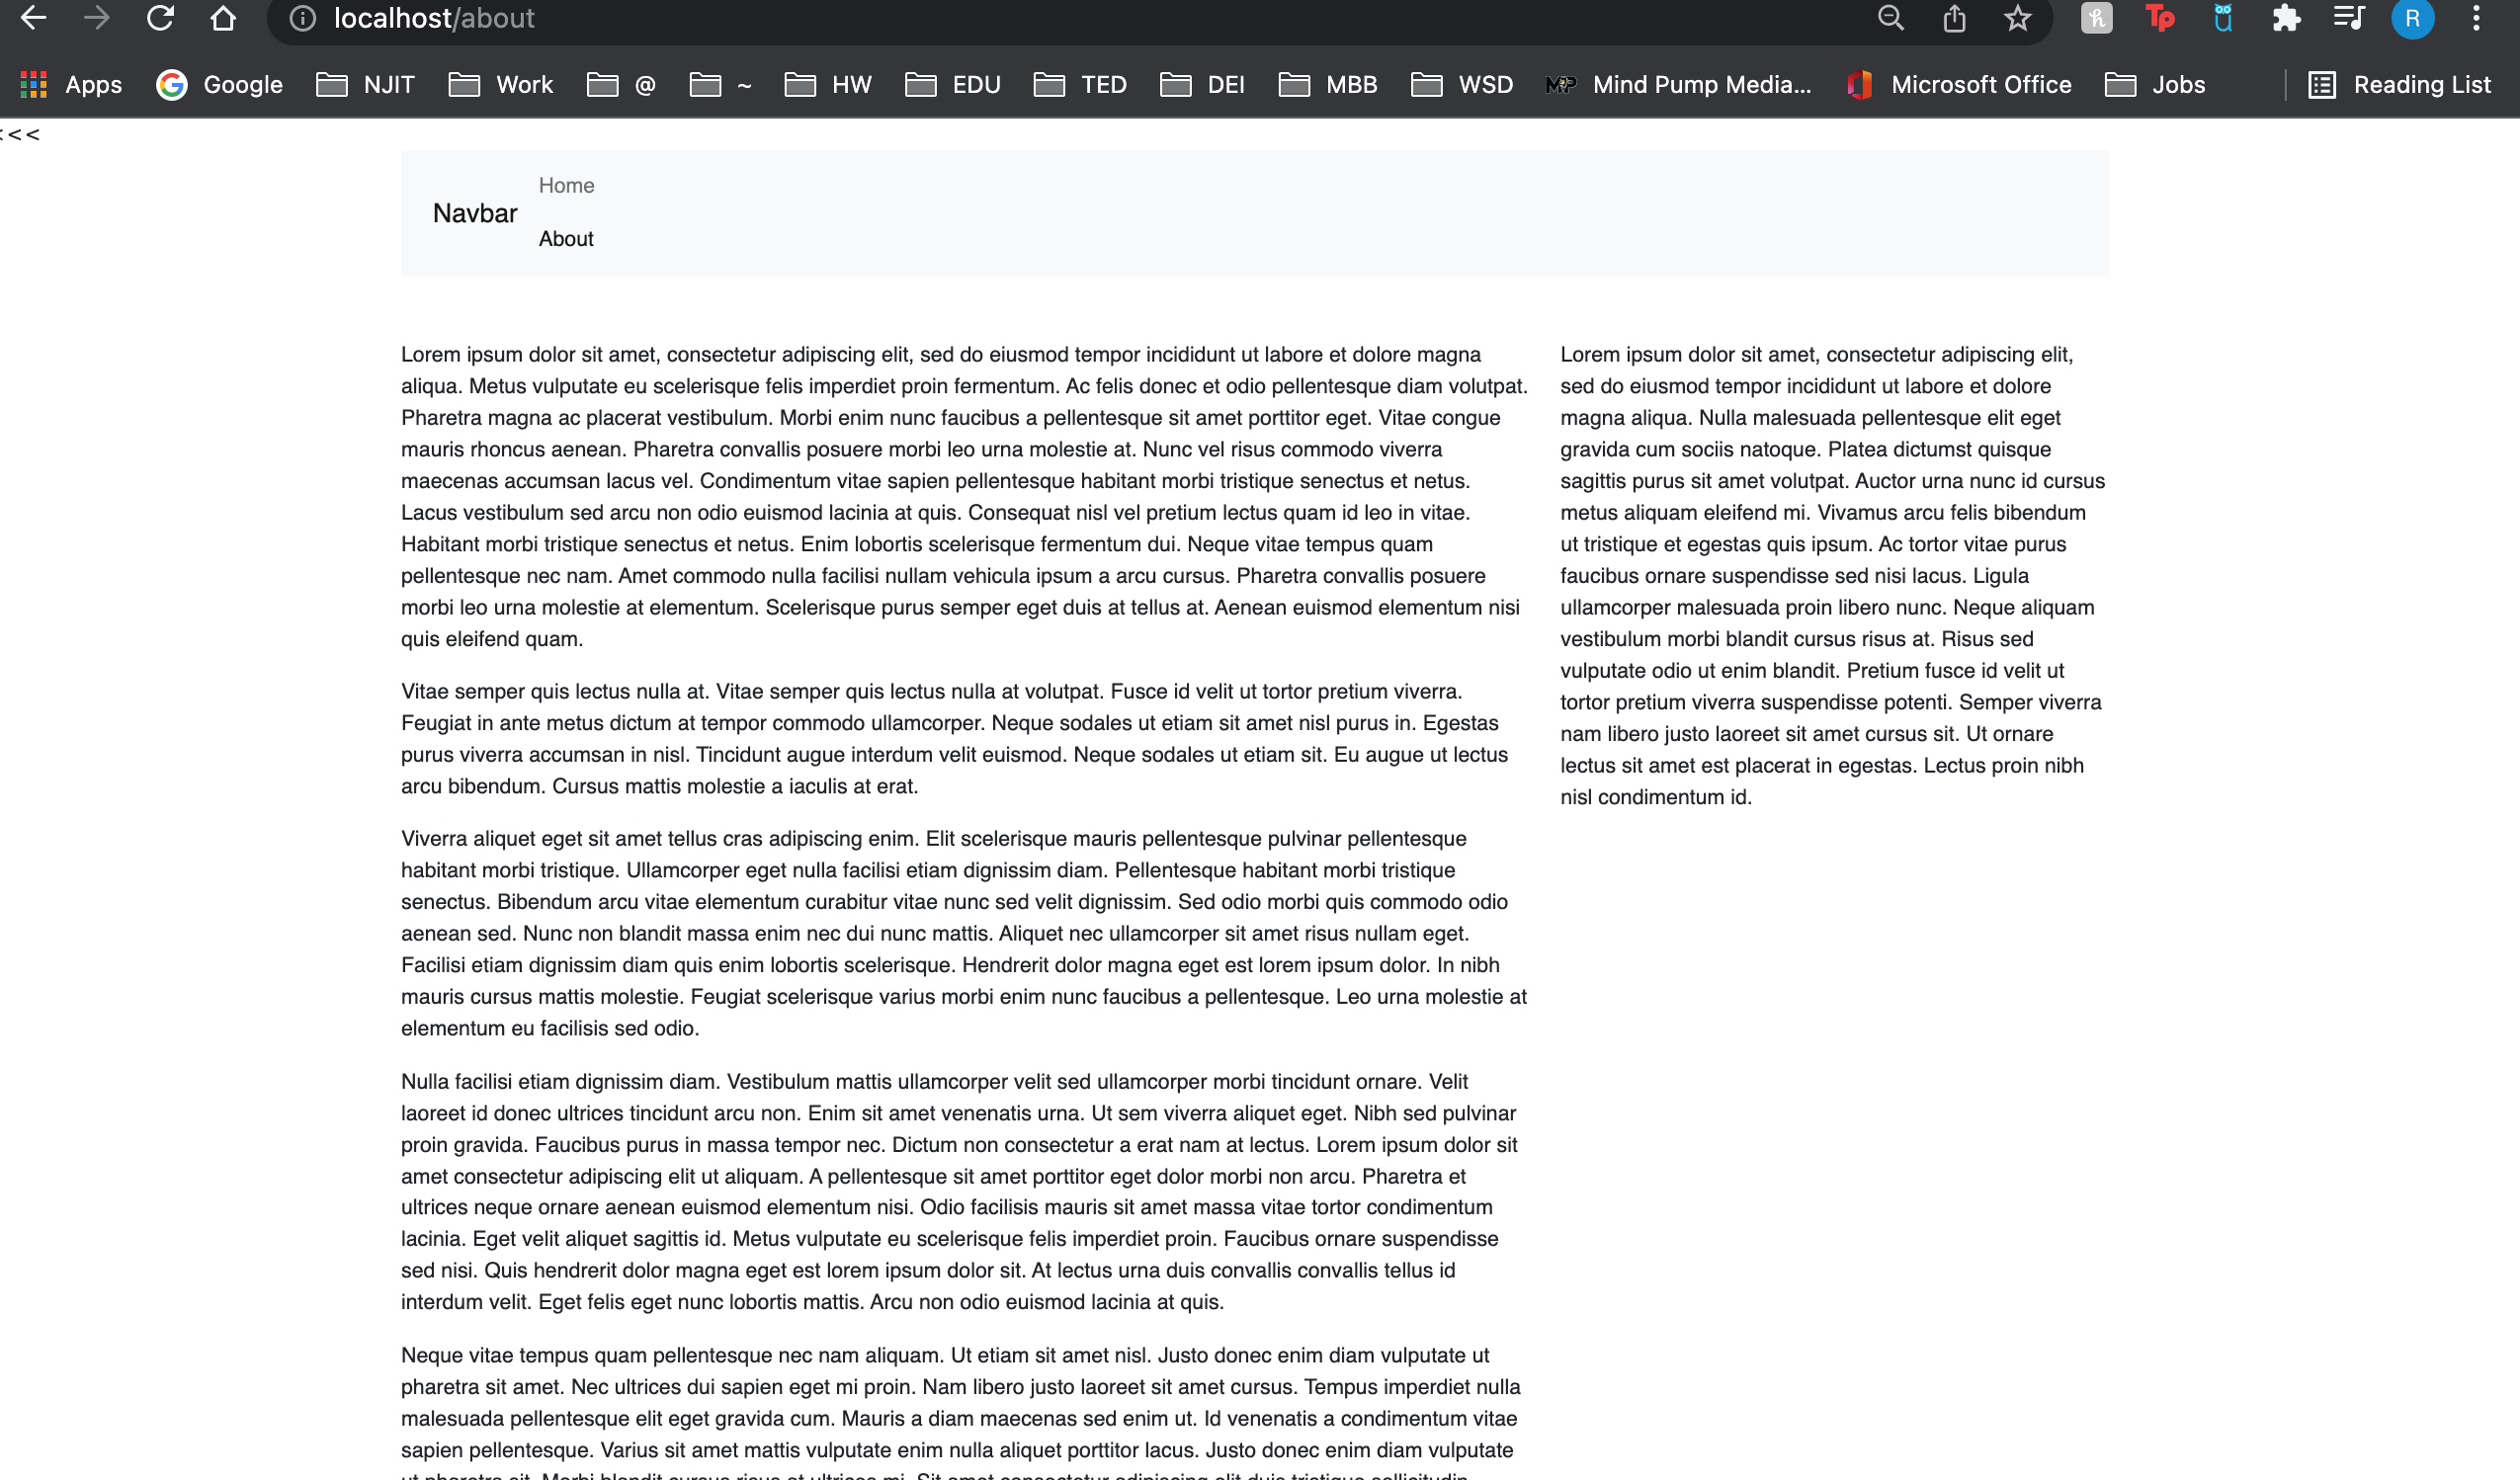 localhost/about
Apps Google NJIT Work @ ~ HW EDU TED DEI MBB WSD Mind Pump Media... Microsoft Office Jobs Reading List
<<<
Home
Navbar
About
Lorem ipsum dolor sit amet, consectetur adipiscing elit, sed do eiusmod tempor incididunt ut labore et dolore magna
aliqua. Metus vulputate eu scelerisque felis imperdiet proin fermentum. Ac felis donec et odio pellentesque diam volutpat.
Pharetra magna ac placerat vestibulum. Morbi enim nunc faucibus a pellentesque sit amet porttitor eget. Vitae congue
mauris rhoncus aenean. Pharetra convallis posuere morbi leo urna molestie at. Nunc vel risus commodo viverra
maecenas accumsan lacus vel. Condimentum vitae sapien pellentesque habitant morbi tristique senectus et netus.
Lacus vestibulum sed arcu non odio euismod lacinia at quis. Consequat nisl vel pretium lectus quam id leo in vitae.
Habitant morbi tristique senectus et netus. Enim lobortis scelerisque fermentum dui. Neque vitae tempus quam
pellentesque nec nam. Amet commodo nulla facilisi nullam vehicula ipsum a arcu cursus. Pharetra convallis posuere
morbi leo urna molestie at elementum. Scelerisque purus semper eget duis at tellus at. Aenean euismod elementum nisi
quis eleifend quam.
Vitae semper quis lectus nulla at. Vitae semper quis lectus nulla at volutpat. Fusce id velit ut tortor pretium viverra.
Feugiat in ante metus dictum at tempor commodo ullamcorper. Neque sodales ut etiam sit amet nisl purus in. Egestas
purus viverra accumsan in nisl. Tincidunt augue interdum velit euismod. Neque sodales ut etiam sit. Eu augue ut lectus
arcu bibendum. Cursus mattis molestie a iaculis at erat.
Viverra aliquet eget sit amet tellus cras adipiscing enim. Elit scelerisque mauris pellentesque pulvinar pellentesque
habitant morbi tristique. Ullamcorper eget nulla facilisi etiam dignissim diam. Pellentesque habitant morbi tristique
senectus. Bibendum arcu vitae elementum curabitur vitae nunc sed velit dignissim. Sed odio morbi quis commodo odio
aenean sed. Nunc non blandit massa enim nec dui nunc mattis. Aliquet nec ullamcorper sit amet risus nullam eget.
Facilisi etiam dignissim diam quis enim lobortis scelerisque. Hendrerit dolor magna eget est lorem ipsum dolor. In nibh
mauris cursus mattis molestie. Feugiat scelerisque varius morbi enim nunc faucibus a pellentesque. Leo urna molestie at
elementum eu facilisis sed odio.
Nulla facilisi etiam dignissim diam. Vestibulum mattis ullamcorper velit sed ullamcorper morbi tincidunt ornare. Velit
laoreet id donec ultrices tincidunt arcu non. Enim sit amet venenatis urna. Ut sem viverra aliquet eget. Nibh sed pulvinar
proin gravida. Faucibus purus in massa tempor nec. Dictum non consectetur a erat nam at lectus. Lorem ipsum dolor sit
amet consectetur adipiscing elit ut aliquam. A pellentesque sit amet porttitor eget dolor morbi non arcu. Pharetra et
ultrices neque ornare aenean euismod elementum nisi. Odio facilisis mauris sit amet massa vitae tortor condimentum
lacinia. Eget velit aliquet sagittis id. Metus vulputate eu scelerisque felis imperdiet proin. Faucibus ornare suspendisse
sed nisi. Quis hendrerit dolor magna eget est lorem ipsum dolor sit. At lectus urna duis convallis convallis tellus id
interdum velit. Eget felis eget nunc lobortis mattis. Arcu non odio euismod lacinia at quis.
Neque vitae tempus quam pellentesque nec nam aliquam. Ut etiam sit amet nisl. Justo donec enim diam vulputate ut
pharetra sit amet. Nec ultrices dui sapien eget mi proin. Nam libero justo laoreet sit amet cursus. Tempus imperdiet nulla
malesuada pellentesque elit eget gravida cum. Mauris a diam maecenas sed enim ut. Id venenatis a condimentum vitae
sapien pellentesque. Varius sit amet mattis vulputate enim nulla aliquet porttitor lacus. Justo donec enim diam vulputate
ut pharetra sit. Morbi blandit cursus risus at ultrices mi. Sit amet consectetur adipiscing elit duis tristique sollicitudin
Lorem ipsum dolor sit amet, consectetur adipiscing elit,
sed do eiusmod tempor incididunt ut labore et dolore
magna aliqua. Nulla malesuada pellentesque elit eget
gravida cum sociis natoque. Platea dictumst quisque
sagittis purus sit amet volutpat. Auctor urna nunc id cursus
metus aliquam eleifend mi. Vivamus arcu felis bibendum
ut tristique et egestas quis ipsum. Ac tortor vitae purus
faucibus ornare suspendisse sed nisi lacus. Ligula
ullamcorper malesuada proin libero nunc. Neque aliquam
vestibulum morbi blandit cursus risus at. Risus sed
vulputate odio ut enim blandit. Pretium fusce id velit ut
tortor pretium viverra suspendisse potenti. Semper viverra
nam libero justo laoreet sit amet cursus sit. Ut ornare
lectus sit amet est placerat in egestas. Lectus proin nibh
nisl condimentum id.